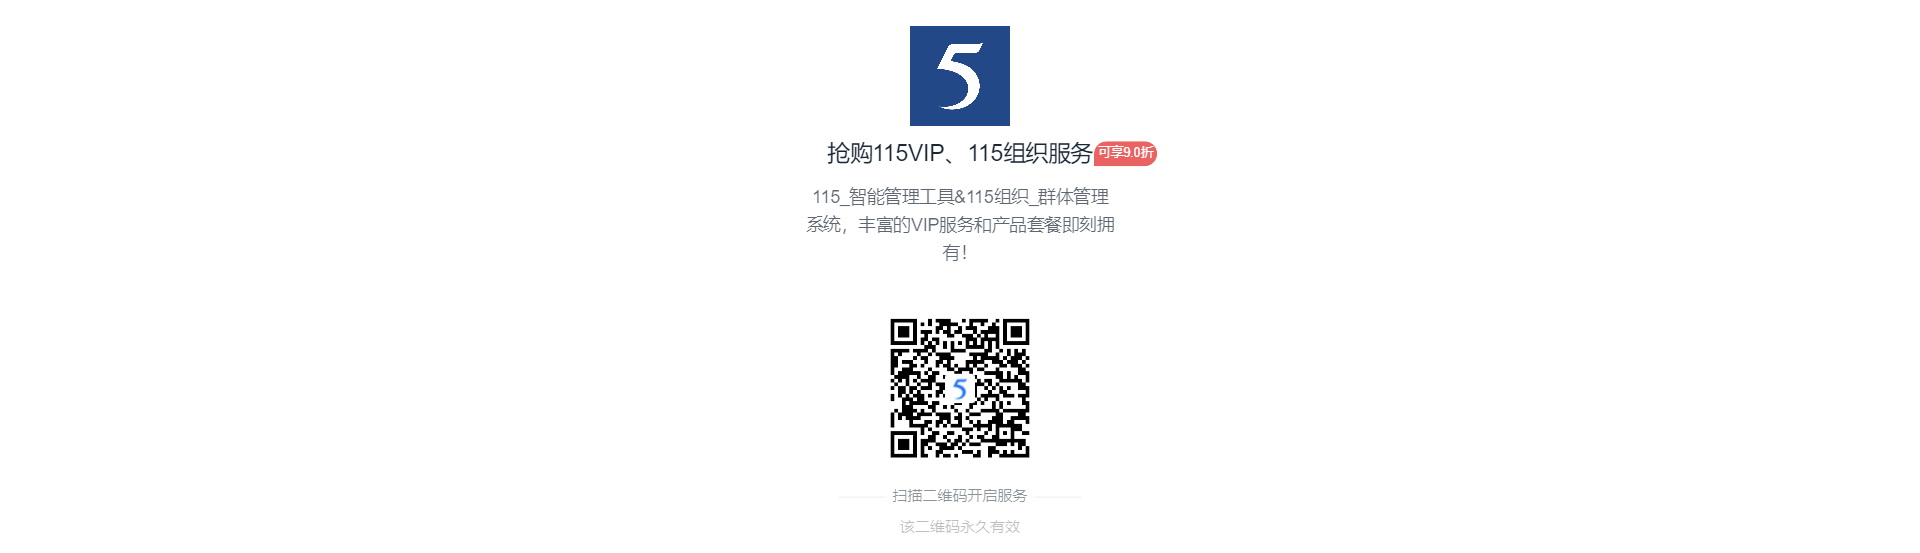 5
抢购115VIP、115组织服务 可享9.0折
115_智能管理工具&115组织_群体管理
系统，丰富的VIP服务和产品套餐即刻拥
有！
5
扫描二维码开启服务
该二维码永久有效